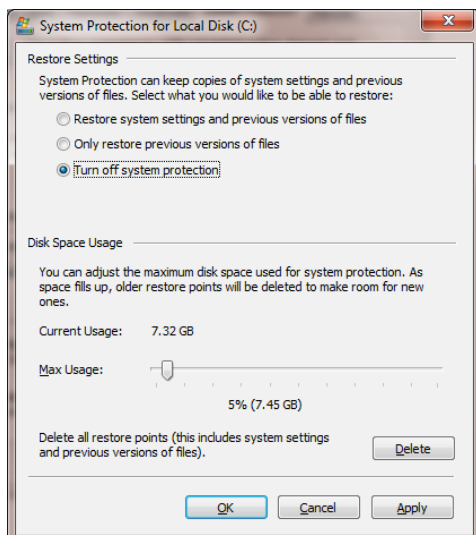 System Protection for Local Disk (C:)
Restore Settings
System Protection can keep copies of system settings and previous
versions of files. Select what you would like to be able to restore:
Restore system settings and previous versions of files
Only restore previous versions of files
Turn off system protection
Disk Space Usage
You can adjust the maximum disk space used for system protection. As
space fills up, older restore points will be deleted to make room for new
ones.
Current Usage: 7.32 GB
Max Usage:
5% (7.45 GB)
Delete all restore points (this includes system settings
and previous versions of files).
Delete
OK Cancel Apply